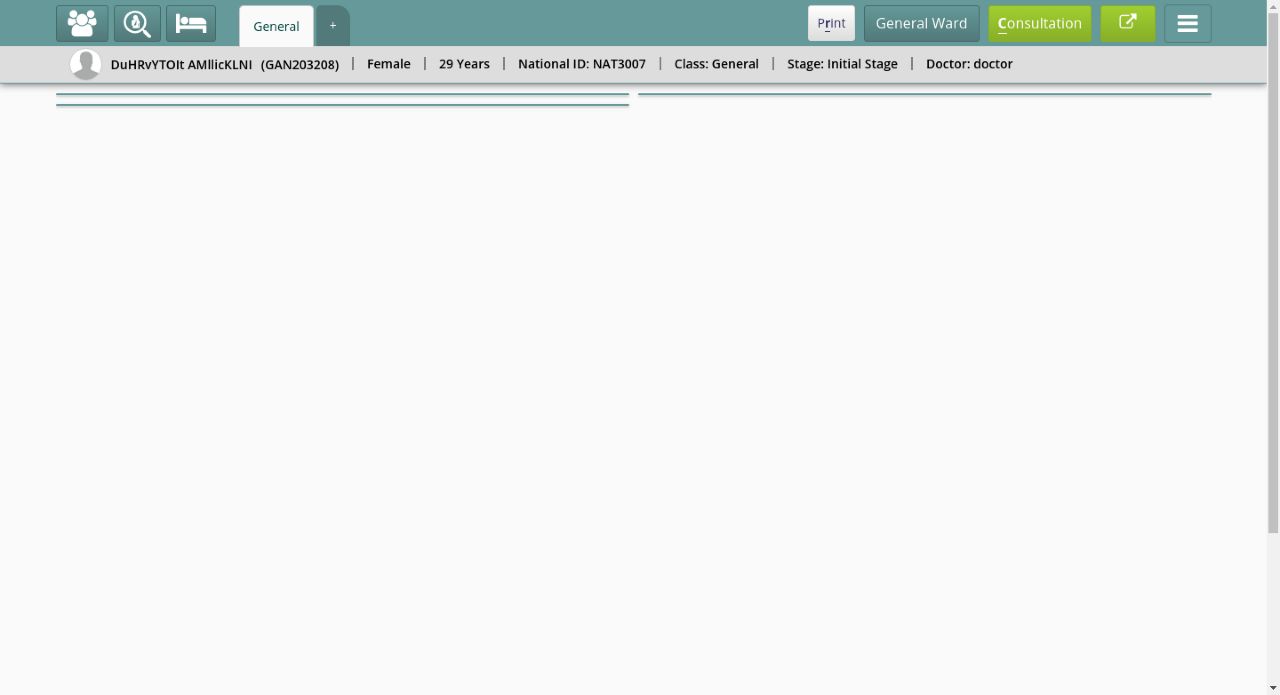 General + Print General Ward Consultation
DuHRvYTOIt AMllicKLNI (GAN203208) | Female | 29 Years | National ID: NAT3007 | Class: General | Stage: Initial Stage | Doctor: doctor